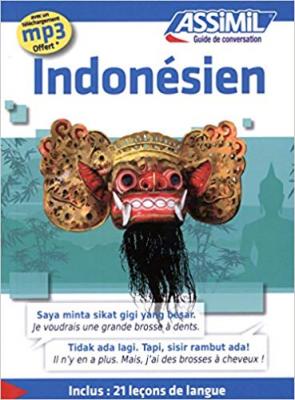 avec un
téléchargement
mp3
Offert !
ASSiMiL
Guide de conversation
Indonésien
Saya minta sikat gigi yang besar.
Je voudrais une grande brosse à dents.
Tidak ada lagi. Tapi, sisir rambut ada!
Il n'y en a plus. Mais, j'ai des brosses à cheveux !
Inclus : 21 leçons de langue